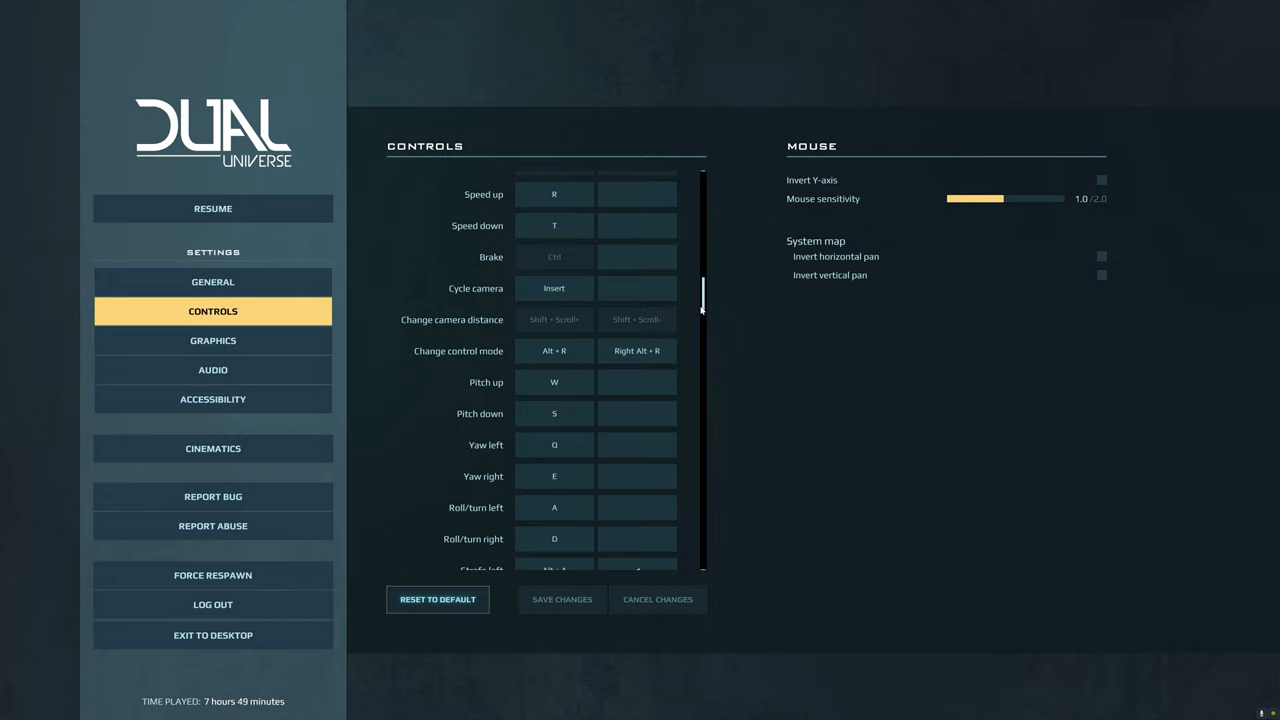 DUAL
UNIVERSE
RESUME
SETTINGS
GENERAL
CONTROLS
GRAPHICS
AUDIO
ACCESSIBILITY
CINEMATICS
REPORT BUG
REPORT ABUSE
FORCE RESPAWN
LOG OUT
EXIT TO DESKTOP
TIME PLAYED: 7 hours 49 minutes
CONTROLS
Speed up R
Speed down T
Brake Ctrl
Cycle camera Insert
Change camera distance Shift + Scroll+ Shift + Scroll-
Change control mode Alt + R Right Alt + R
Pitch up W
Pitch down S
Yaw left Q
Yaw right E
Roll/turn left A
Roll/turn right D
Strafe left Alt + A
RESET TO DEFAULT SAVE CHANGES CANCEL CHANGES
MOUSE
Invert Y-axis
Mouse sensitivity 1.0 /2.0
System map
Invert horizontal pan
Invert vertical pan